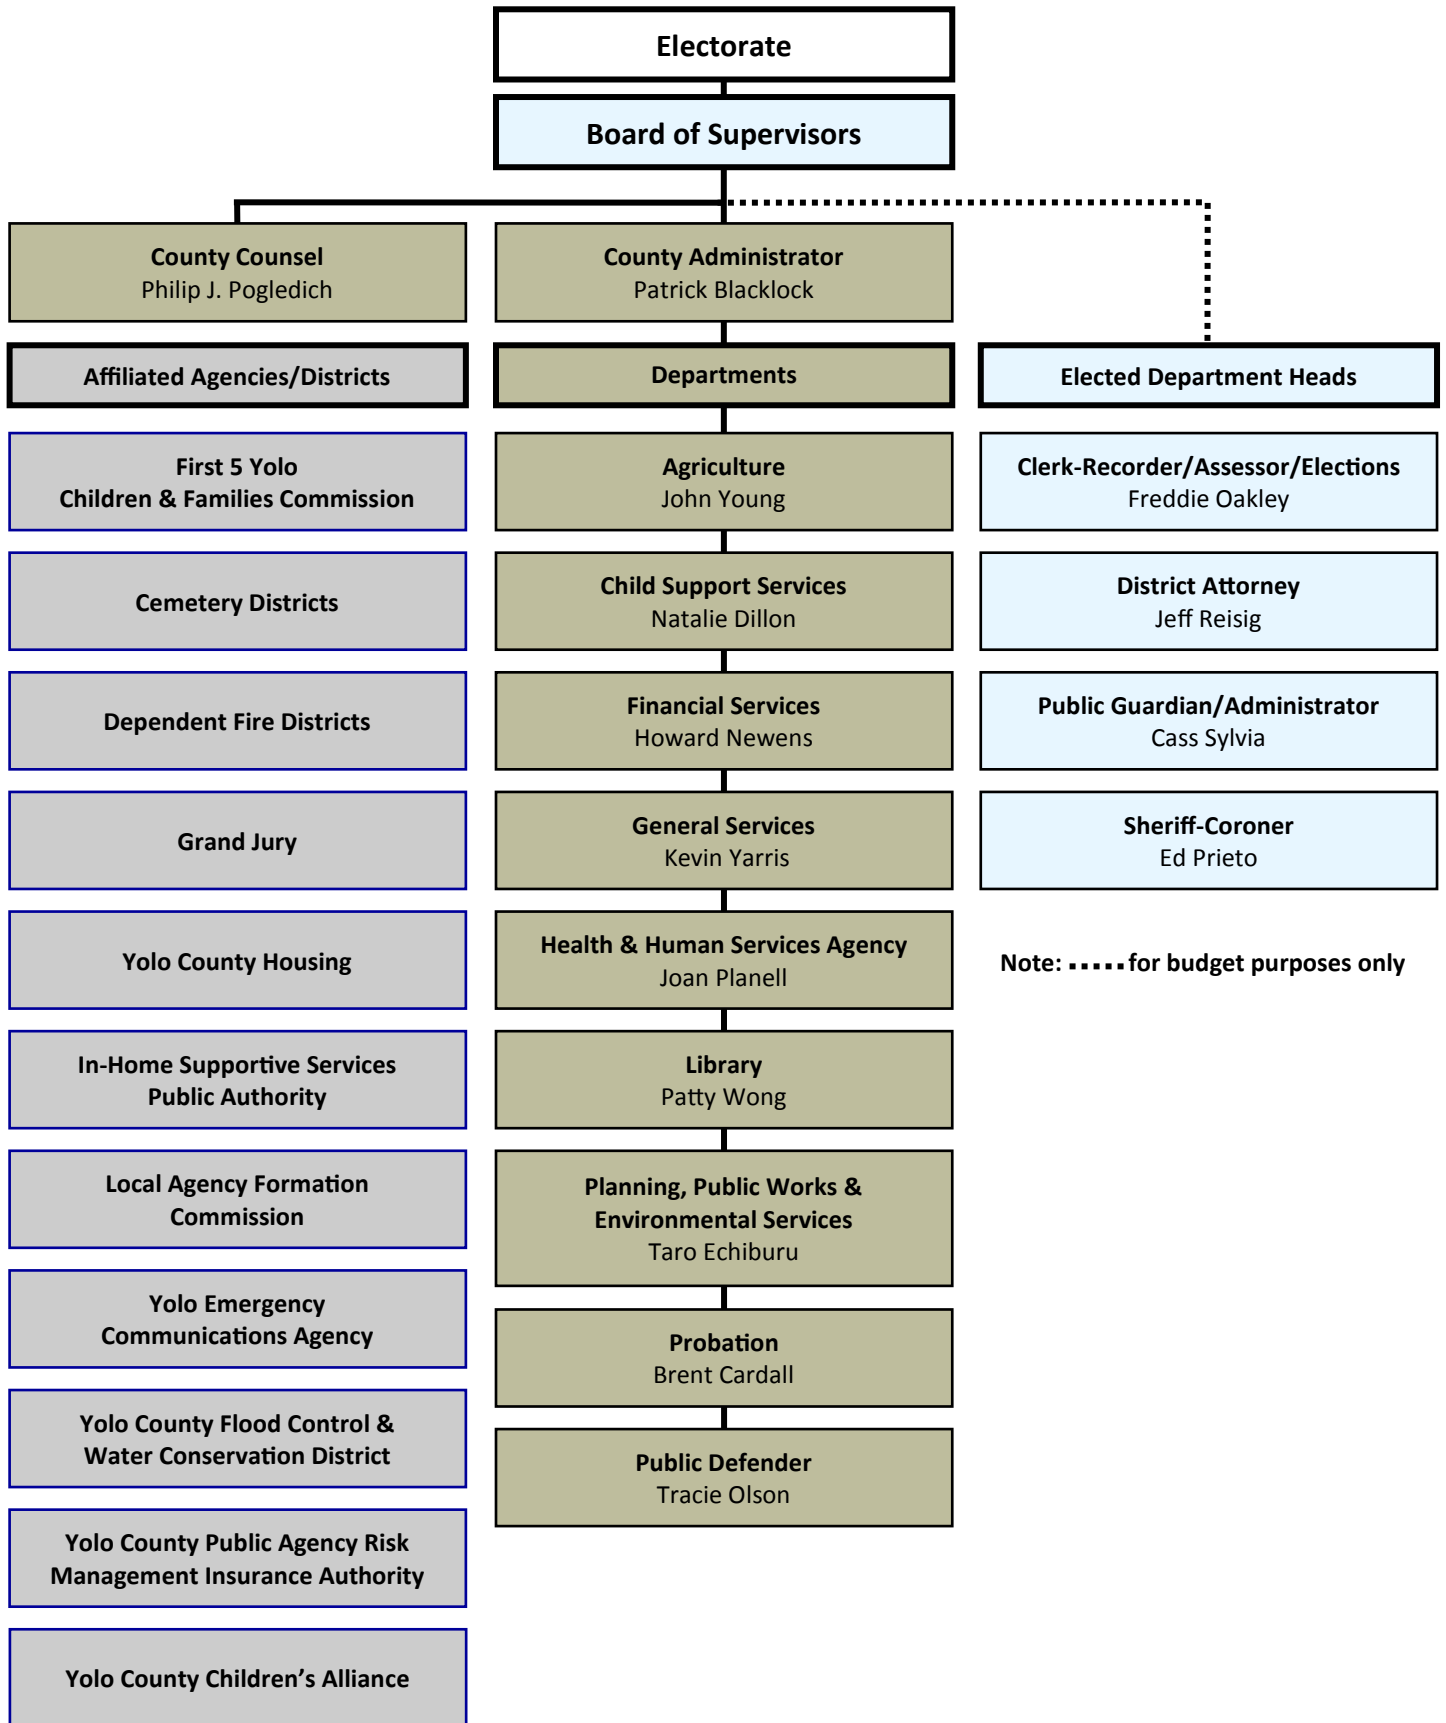 Electorate
Board of Supervisors
County Counsel
Philip J. Pogledich
County Administrator
Patrick Blacklock
Affiliated Agencies/Districts
Departments
Elected Department Heads
First 5 Yolo
Children & Families Commission
Cemetery Districts
Dependent Fire Districts
Grand Jury
Yolo County Housing
In-Home Supportive Services
Public Authority
Local Agency Formation
Commission
Yolo Emergency
Communications Agency
Yolo County Flood Control &
Water Conservation District
Yolo County Public Agency Risk
Management Insurance Authority
Yolo County Children’s Alliance
Agriculture
John Young
Child Support Services
Natalie Dillon
Financial Services
Howard Newens
General Services
Kevin Yarris
Health & Human Services Agency
Joan Planell
Library
Patty Wong
Planning, Public Works &
Environmental Services
Taro Echiburu
Probation
Brent Cardall
Public Defender
Tracie Olson
Clerk-Recorder/Assessor/Elections
Freddie Oakley
District Attorney
Jeff Reisig
Public Guardian/Administrator
Cass Sylvia
Sheriff-Coroner
Ed Prieto
Note: ..... for budget purposes only